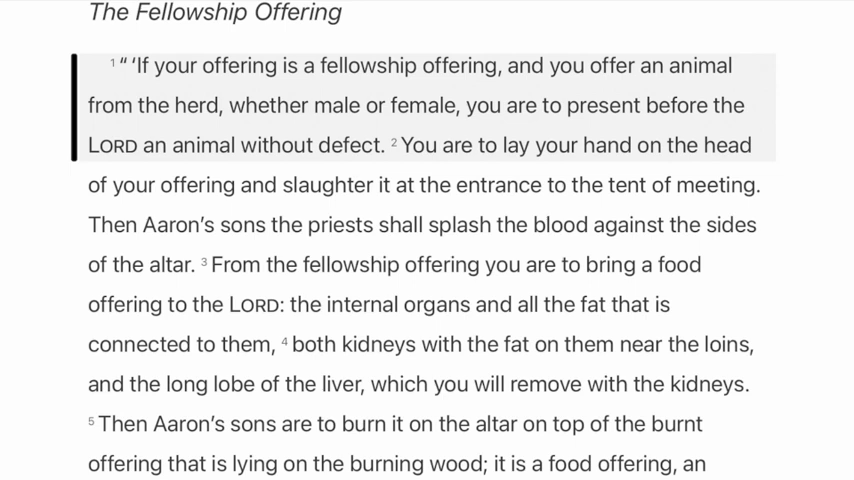 The Fellowship Offering
1 “ ‘If your offering is a fellowship offering, and you offer an animal
from the herd, whether male or female, you are to present before the
LORD an animal without defect. 2 You are to lay your hand on the head
of your offering and slaughter it at the entrance to the tent of meeting.
Then Aaron’s sons the priests shall splash the blood against the sides
of the altar. 3 From the fellowship offering you are to bring a food
offering to the LORD: the internal organs and all the fat that is
connected to them, 4 both kidneys with the fat on them near the loins,
and the long lobe of the liver, which you will remove with the kidneys.
5 Then Aaron’s sons are to burn it on the altar on top of the burnt
offering that is lying on the burning wood; it is a food offering, an